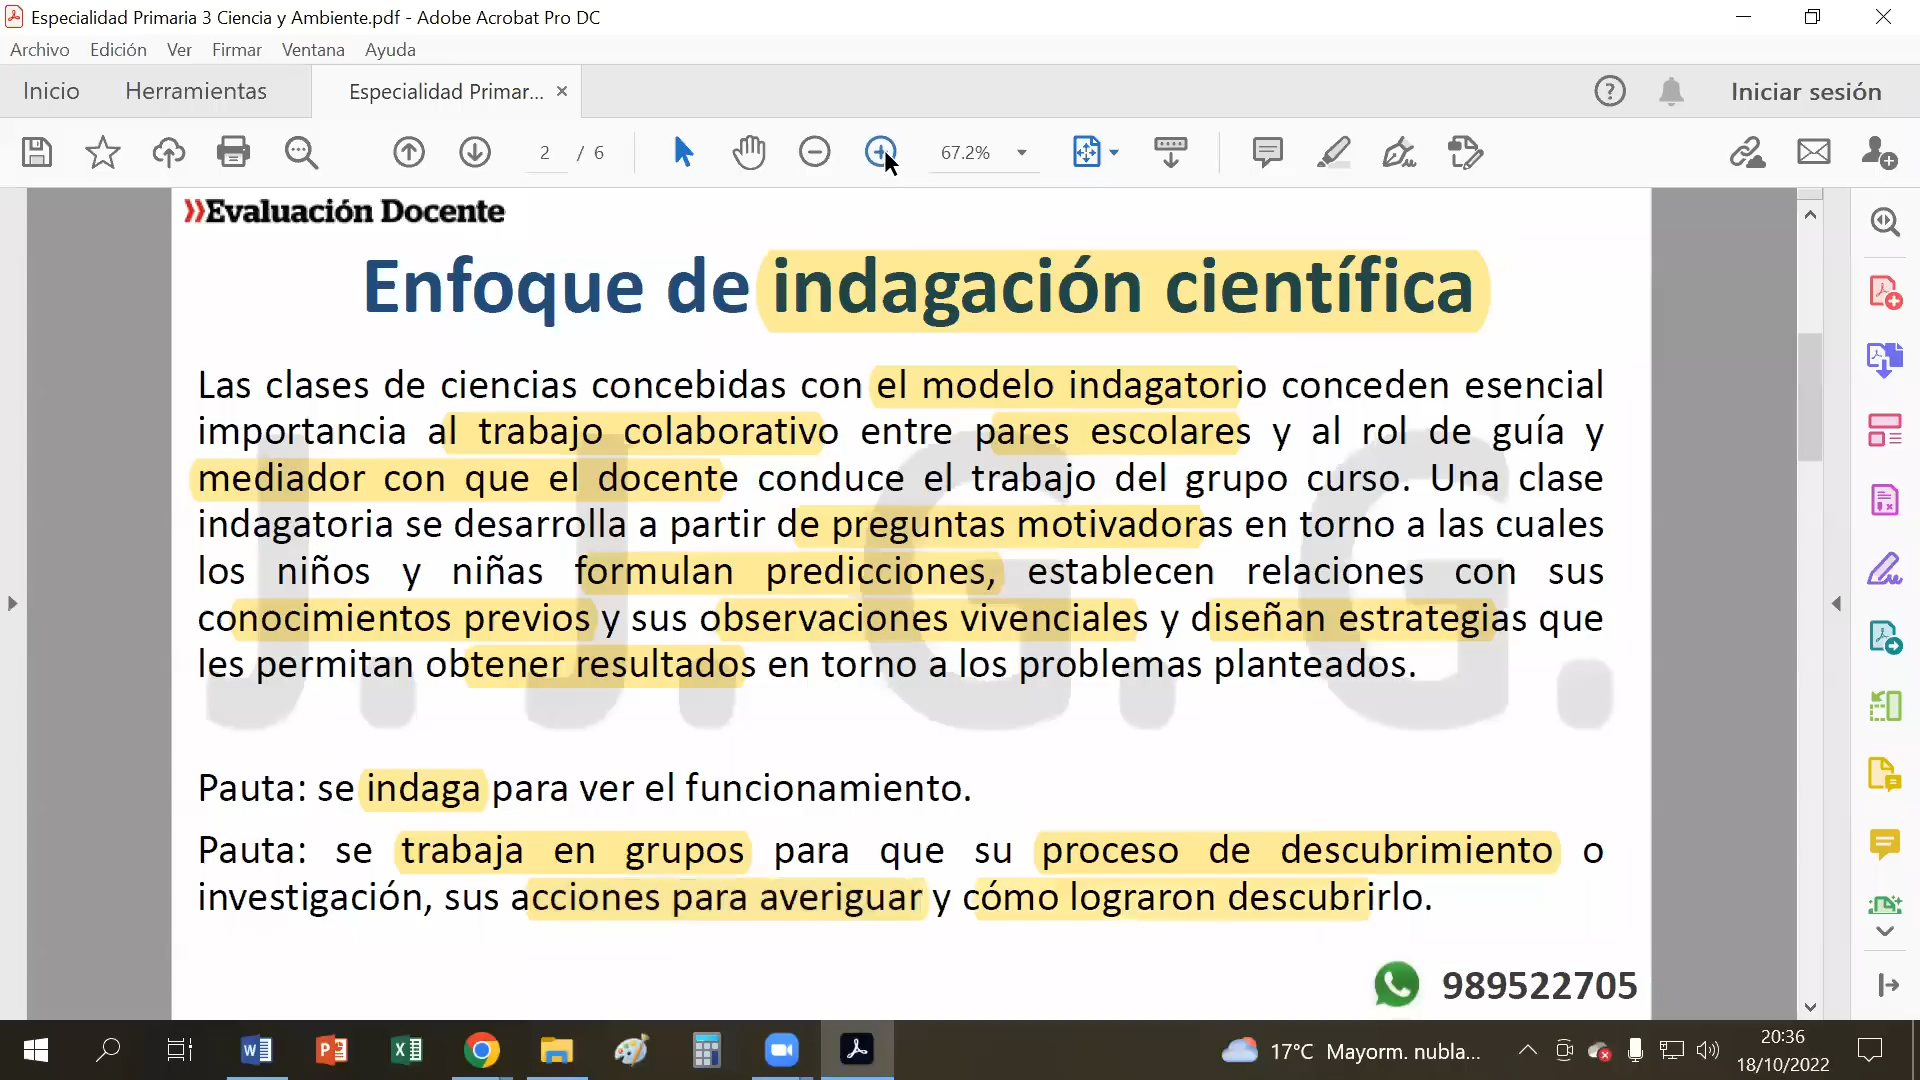 Especialidad Primaria 3 Ciencia y Ambiente.pdf - Adobe Acrobat Pro DC
Archivo Edición Ver Firmar Ventana Ayuda
Inicio Herramientas Especialidad Primar... × Iniciar sesión
2 / 6 67.2%
Evaluación Docente
Enfoque de indagación científica
Las clases de ciencias concebidas con el modelo indagatorio conceden esencial
importancia al trabajo colaborativo entre pares escolares y al rol de guía y
mediador con que el docente conduce el trabajo del grupo curso. Una clase
indagatoria se desarrolla a partir de preguntas motivadoras en torno a las cuales
los niños y niñas formulan predicciones, establecen relaciones con sus
conocimientos previos y sus observaciones vivenciales y diseñan estrategias que
les permitan obtener resultados en torno a los problemas planteados.
J. J. G. G.
Pauta: se indaga para ver el funcionamiento.
Pauta: se trabaja en grupos para que su proceso de descubrimiento o
investigación, sus acciones para averiguar y cómo lograron descubrirlo.
989522705
17°C Mayorm. nubla...
20:36
18/10/2022